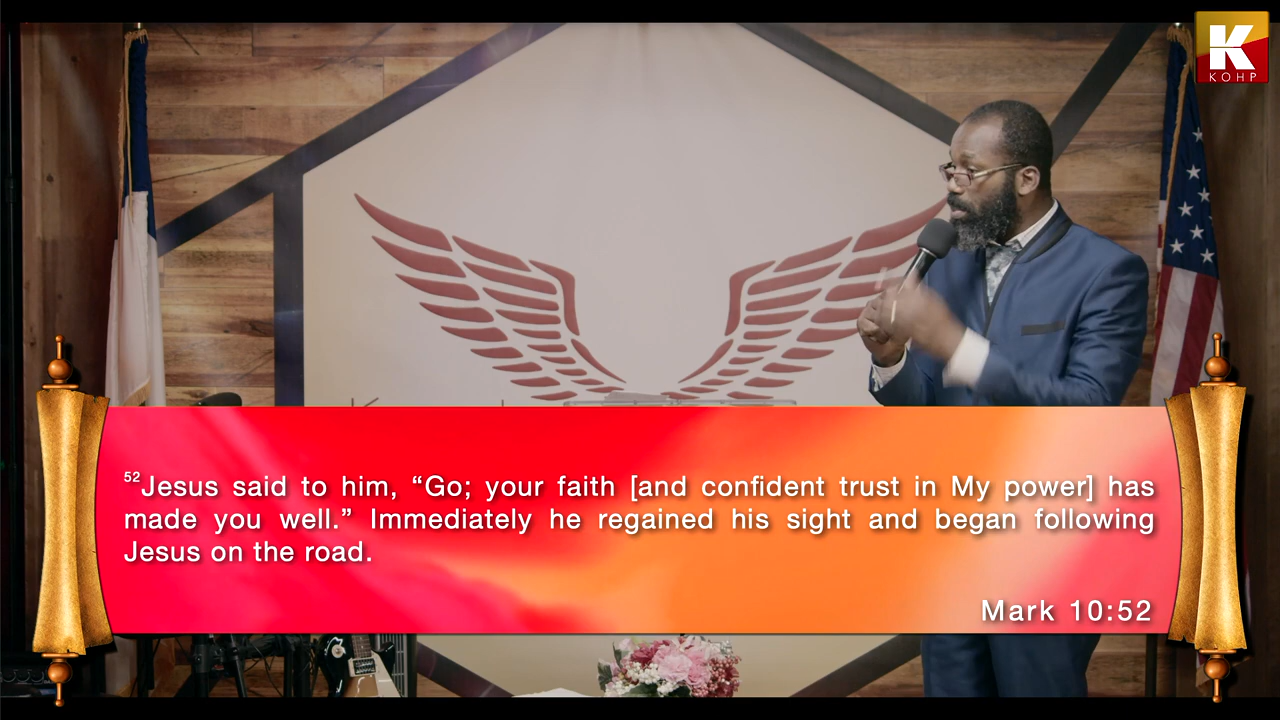 K
KOHP
52Jesus said to him, “Go; your faith [and confident trust in My power] has
made you well.” Immediately he regained his sight and began following
Jesus on the road.
Mark 10:52